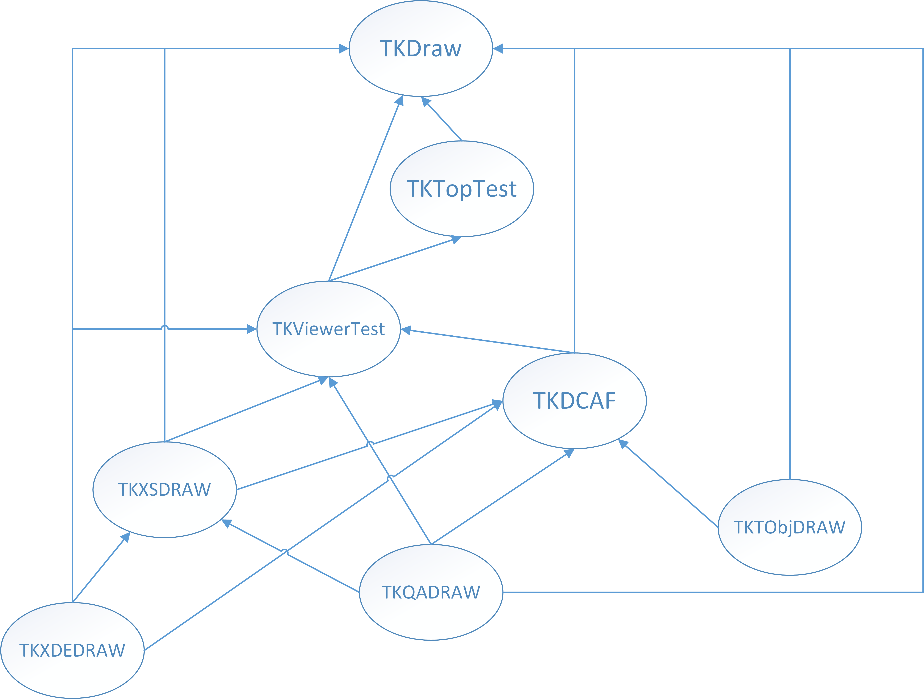 TKDraw
TKTopTest
TKViewerTest
TKDCAF
TKXSDRAW
TKTObjDRAW
TKQADRAW
TKXDEDRAW